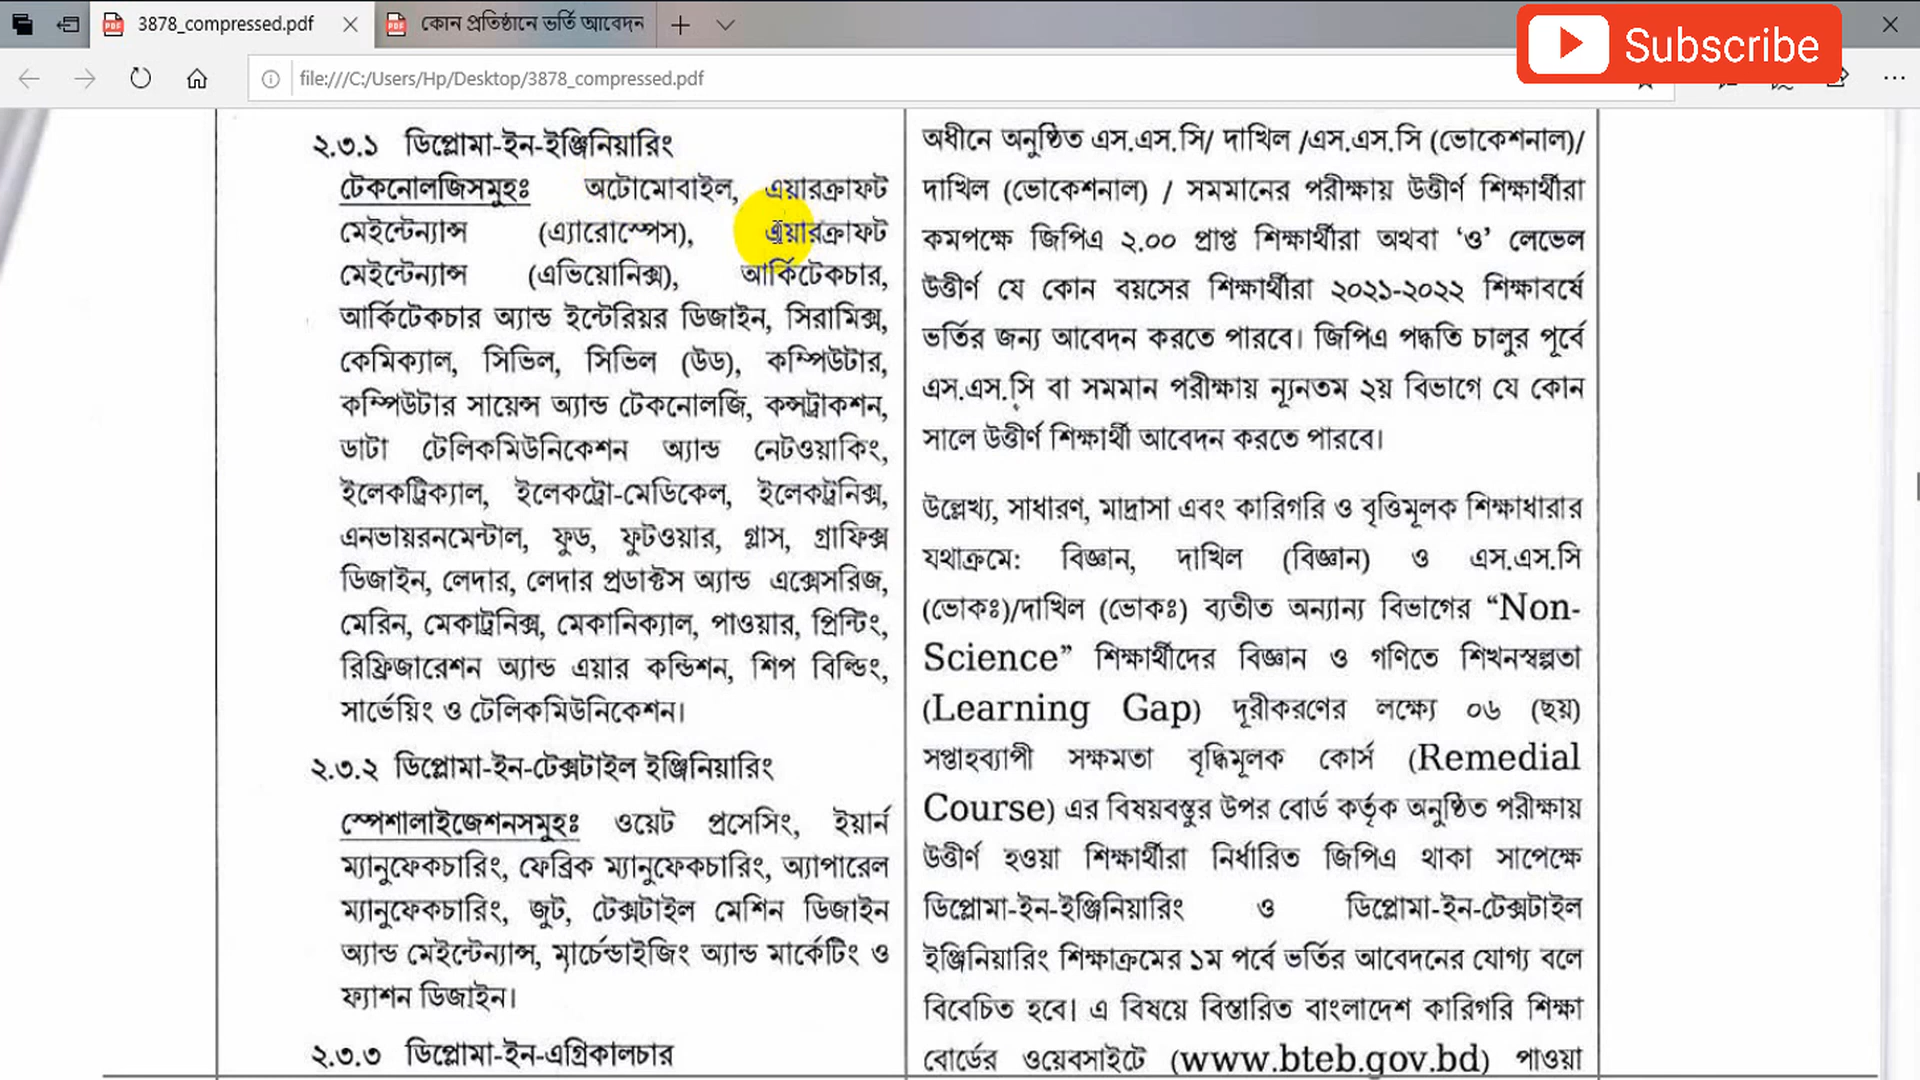 3878_compressed.pdf
কোন প্রতিষ্ঠানে ভর্তি আবেদন
Subscribe
file:///C:/Users/Hp/Desktop/3878_compressed.pdf
২.৩.১ ডিপ্লোমা-ইন-ইঞ্জিনিয়ারিং
টেকনোলজিসমুহঃ অটোমোবাইল, এয়ারক্রাফট
মেইন্টেন্যান্স (এ্যারোস্পেস), এয়ারক্রাফট
মেইন্টেন্যান্স (এভিয়োনিক্স), আর্কিটেকচার,
আর্কিটেকচার অ্যান্ড ইন্টেরিয়র ডিজাইন, সিরামিক্স,
কেমিক্যাল, সিভিল, সিভিল (উড), কম্পিউটার,
কম্পিউটার সায়েন্স অ্যান্ড টেকনোলজি, কন্সট্রাকশন,
ডাটা টেলিকমিউনিকেশন অ্যান্ড নেটওয়াকিং,
ইলেকট্রিক্যাল, ইলেকট্রো-মেডিকেল, ইলেকট্রনিক্স,
এনভায়রনমেন্টাল, ফুড, ফুটওয়ার, গ্লাস, গ্রাফিক্স
ডিজাইন, লেদার, লেদার প্রডাক্টস অ্যান্ড এক্সেসরিজ,
মেরিন, মেকাট্রনিক্স, মেকানিক্যাল, পাওয়ার, প্রিন্টিং,
রিফ্রিজারেশন অ্যান্ড এয়ার কন্ডিশন, শিপ বিল্ডিং,
সার্ভেয়িং ও টেলিকমিউনিকেশন।
২.৩.২ ডিপ্লোমা-ইন-টেক্সটাইল ইঞ্জিনিয়ারিং
স্পেশালাইজেশনসমুহঃ ওয়েট প্রসেসিং, ইয়ার্ন
ম্যানুফেকচারিং, ফেব্রিক ম্যানুফেকচারিং, অ্যাপারেল
ম্যানুফেকচারিং, জুট, টেক্সটাইল মেশিন ডিজাইন
অ্যান্ড মেইন্টেন্যান্স, মার্চেন্ডাইজিং অ্যান্ড মার্কেটিং ও
ফ্যাশন ডিজাইন।
২.৩.৩ ডিপ্লোমা-ইন-এগ্রিকালচার
অধীনে অনুষ্ঠিত এস.এস.সি/ দাখিল /এস.এস.সি (ভোকেশনাল)/
দাখিল (ভোকেশনাল) / সমমানের পরীক্ষায় উত্তীর্ণ শিক্ষার্থীরা
কমপক্ষে জিপিএ ২.০০ প্রাপ্ত শিক্ষার্থীরা অথবা ‘ও’ লেভেল
উত্তীর্ণ যে কোন বয়সের শিক্ষার্থীরা ২০২১-২০২২ শিক্ষাবর্ষে
ভর্তির জন্য আবেদন করতে পারবে। জিপিএ পদ্ধতি চালুর পূর্বে
এস.এস.সি বা সমমান পরীক্ষায় ন্যূনতম ২য় বিভাগে যে কোন
সালে উত্তীর্ণ শিক্ষার্থী আবেদন করতে পারবে।
উল্লেখ্য, সাধারণ, মাদ্রাসা এবং কারিগরি ও বৃত্তিমূলক শিক্ষাধারার
যথাক্রমে: বিজ্ঞান, দাখিল (বিজ্ঞান) ও এস.এস.সি
(ভোকঃ)/দাখিল (ভোকঃ) ব্যতীত অন্যান্য বিভাগের “Non-
Science” শিক্ষার্থীদের বিজ্ঞান ও গণিতে শিখনস্বল্পতা
(Learning Gap) দূরীকরণের লক্ষ্যে ০৬ (ছয়)
সপ্তাহব্যাপী সক্ষমতা বৃদ্ধিমূলক কোর্স (Remedial
Course) এর বিষয়বস্তুর উপর বোর্ড কর্তৃক অনুষ্ঠিত পরীক্ষায়
উত্তীর্ণ হওয়া শিক্ষার্থীরা নির্ধারিত জিপিএ থাকা সাপেক্ষে
ডিপ্লোমা-ইন-ইঞ্জিনিয়ারিং ও ডিপ্লোমা-ইন-টেক্সটাইল
ইঞ্জিনিয়ারিং শিক্ষাক্রমের ১ম পর্বে ভর্তির আবেদনের যোগ্য বলে
বিবেচিত হবে। এ বিষয়ে বিস্তারিত বাংলাদেশ কারিগরি শিক্ষা
বোর্ডের ওয়েবসাইটে (www.bteb.gov.bd) পাওয়া